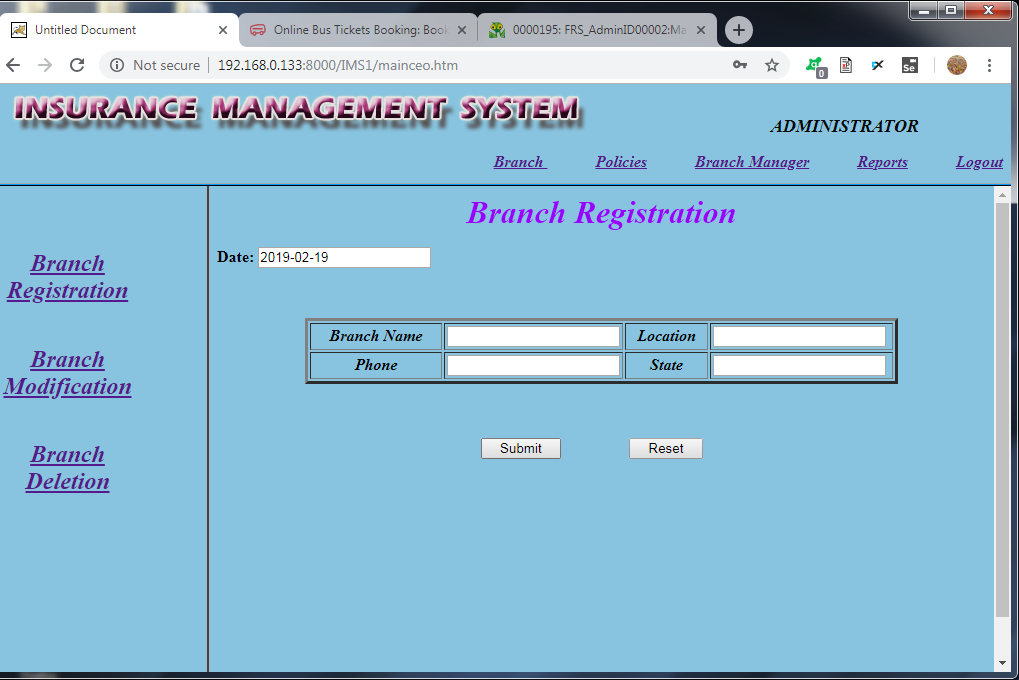 Untitled Document
Online Bus Tickets Booking: Book
0000195: FRS_AdminID00002:Ma
Not secure 192.168.0.133:8000/IMS1/mainceo.htm
0
Se
INSURANCE MANAGEMENT SYSTEM
ADMINISTRATOR
Branch Policies Branch Manager Reports Logout
Branch Registration
Date: 2019-02-19
Branch
Registration
Branch Name Location
Phone State
Branch
Modification
Submit Reset
Branch
Deletion